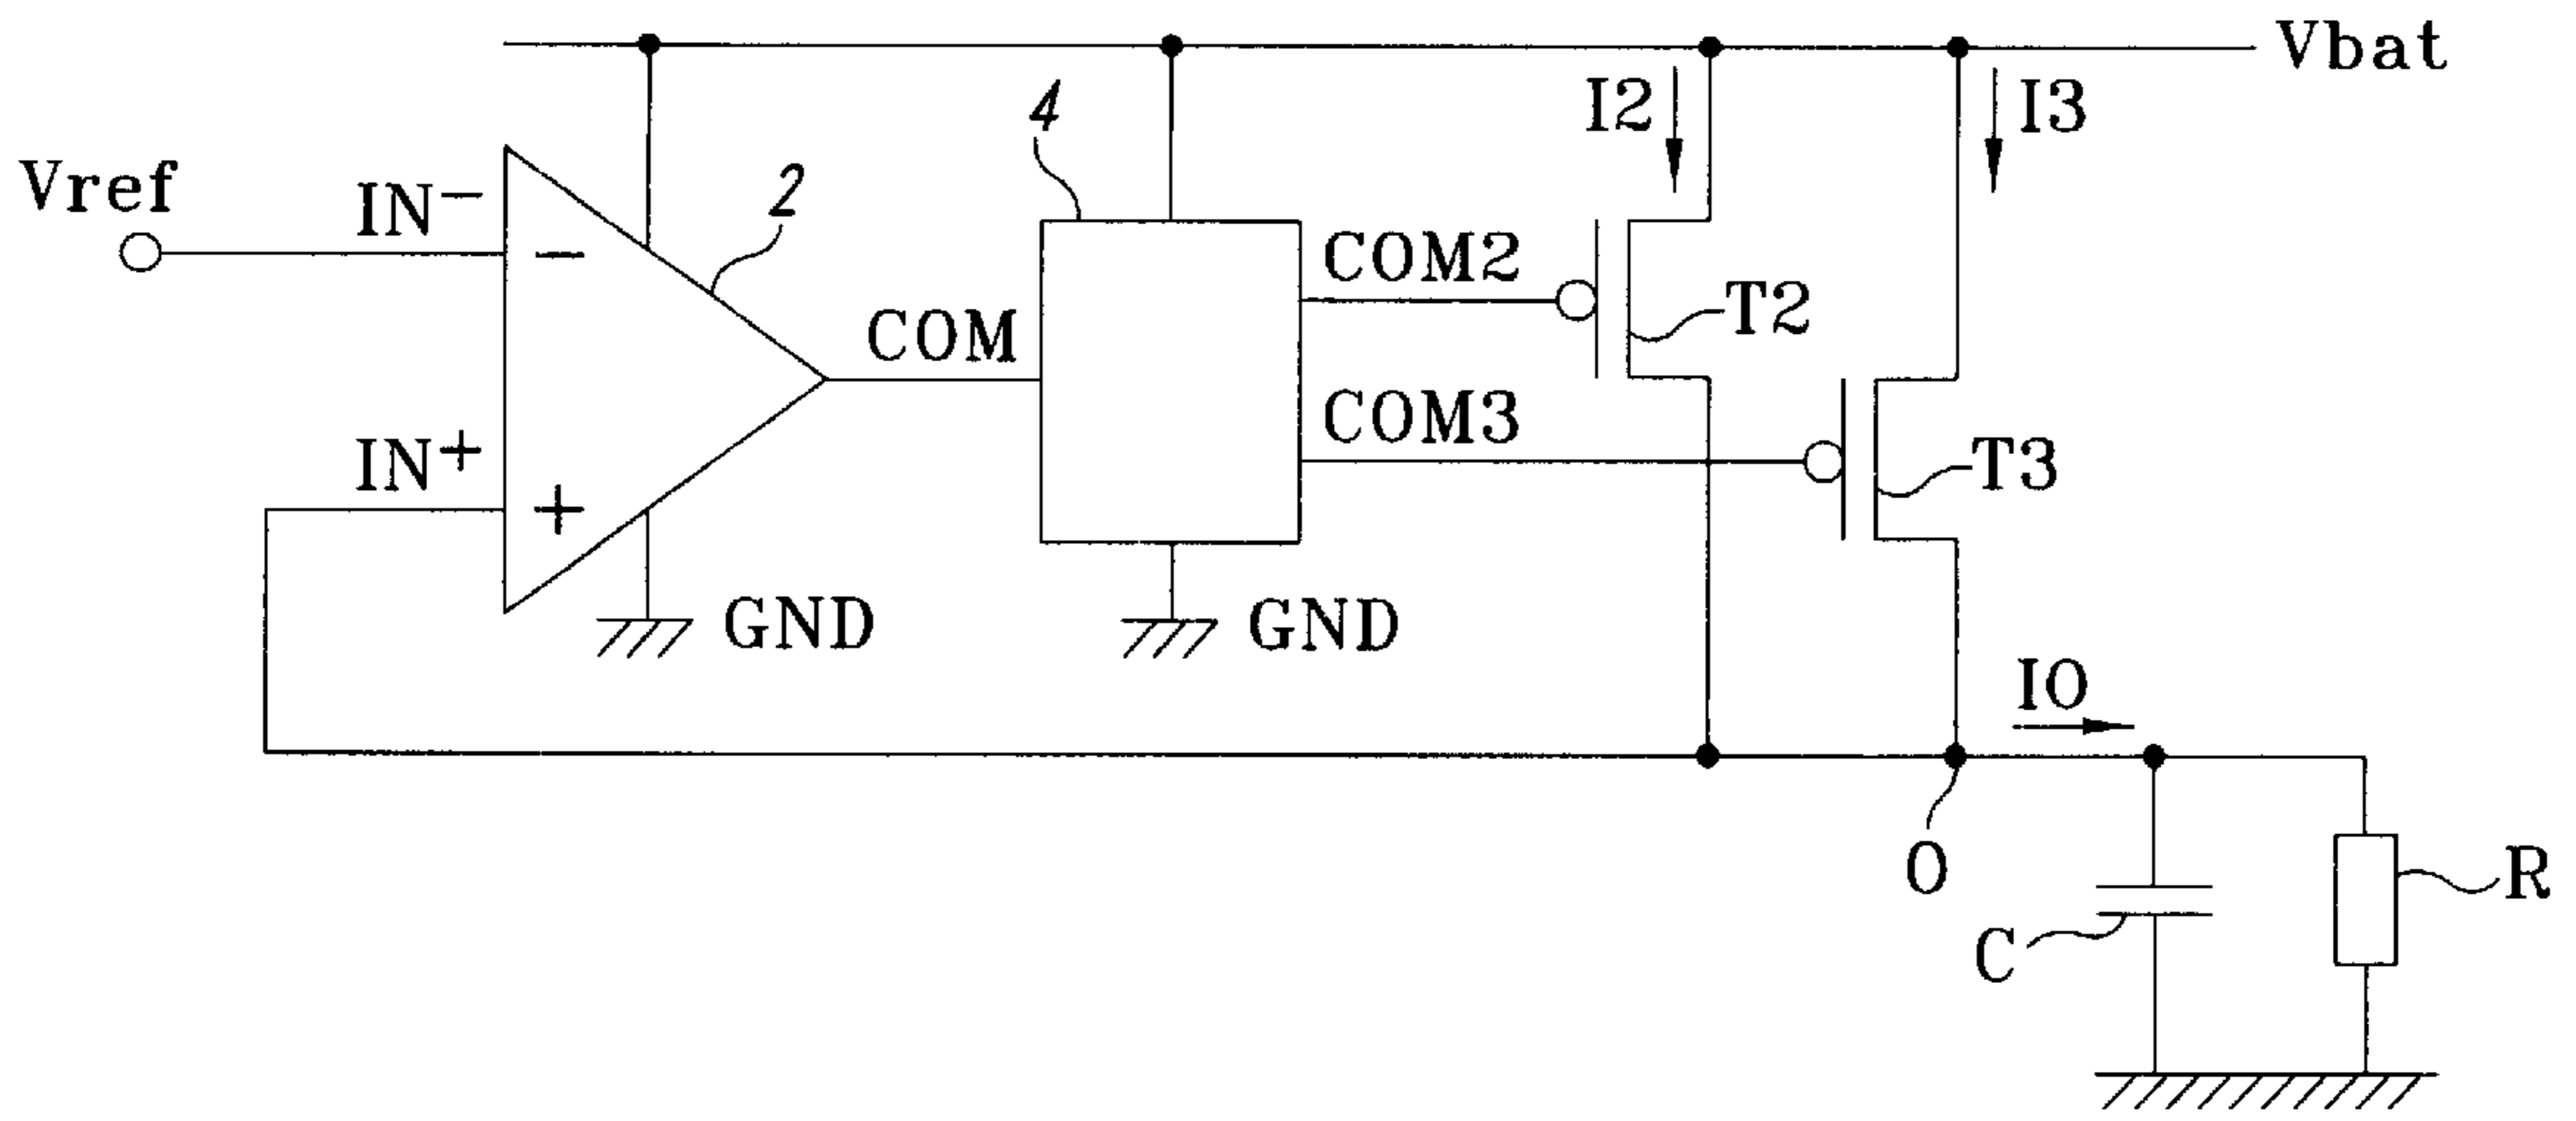 Vbat
I2
I3
4
Vref
IN−
2
−
COM2
T2
COM
COM3
IN+
T3
+
GND
GND
IO
O
R
C